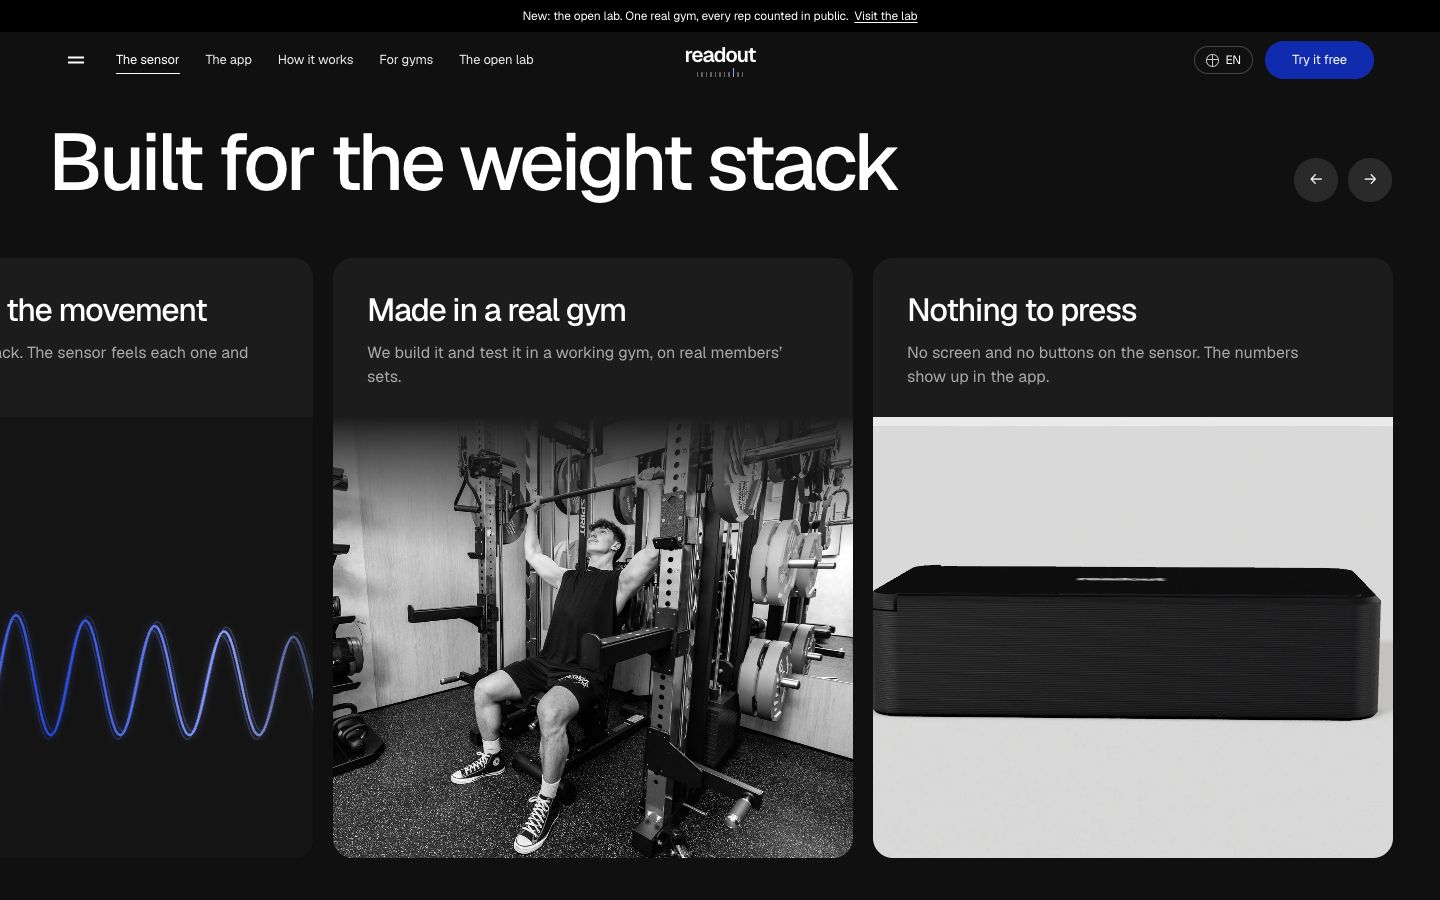 New: the open lab. One real gym, every rep counted in public. Visit the lab
The sensor
The app
How it works
For gyms
The open lab
readout
EN
Try it free
Built for the weight stack
the movement
ack. The sensor feels each one and
Made in a real gym
We build it and test it in a working gym, on real members’
sets.
Nothing to press
No screen and no buttons on the sensor. The numbers
show up in the app.
SPIRIT
readout